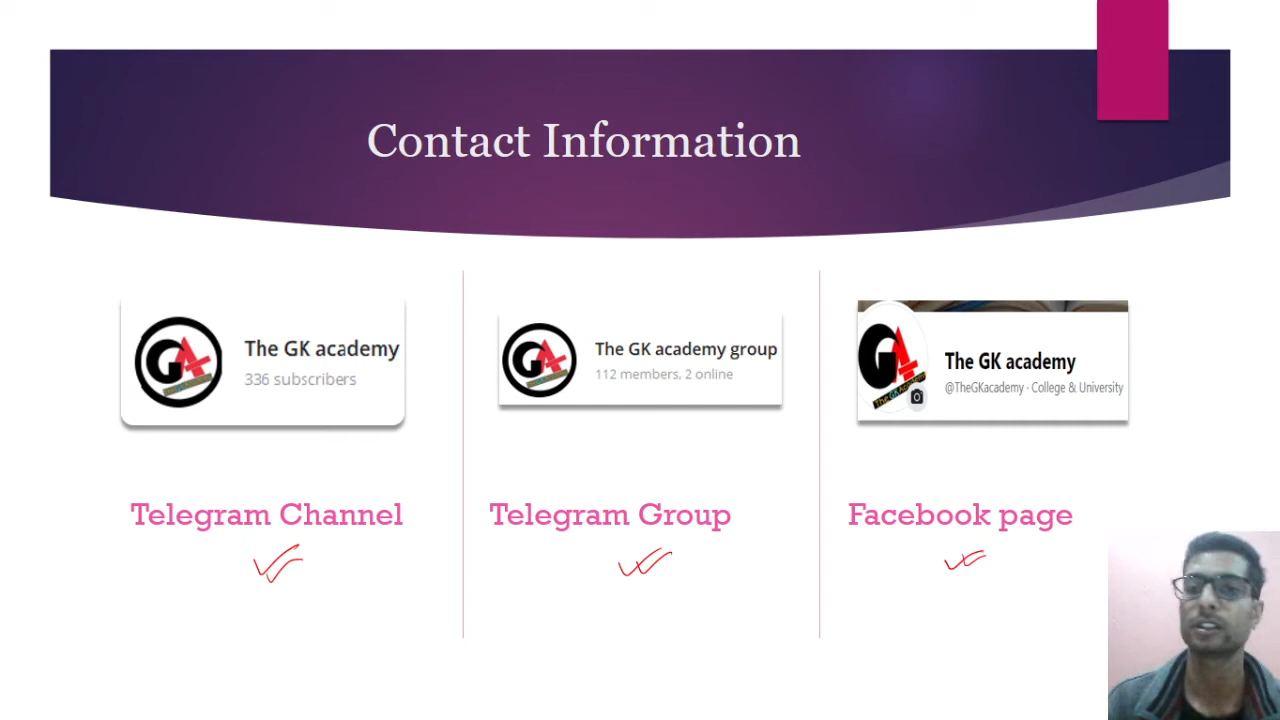 Contact Information
The GK academy
336 subscribers
The GK academy group
112 members, 2 online
The GK academy
@TheGKacademy · College & University
Telegram Channel
Telegram Group
Facebook page